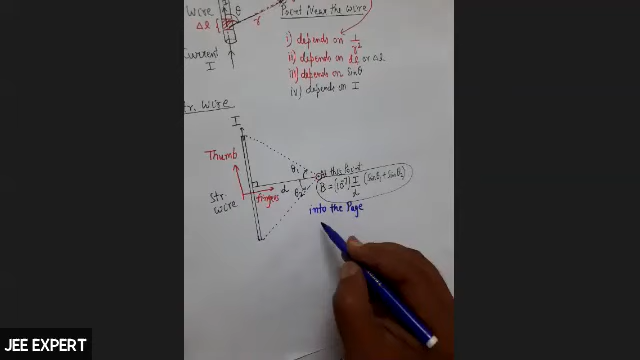 Wire
θ
r
Point Near the wire
Δl
Current
I
i) depends on 1/r²
ii) depends on dl or Δl
iii) depends on sinθ
iv) depends on I
Str. wire
I
Thumb
θ₁
At this Point
B = (10⁻⁷) I/d (sinθ₁ + sinθ₂)
d
θ₂
Str. wire
fingers
into the Page
JEE EXPERT